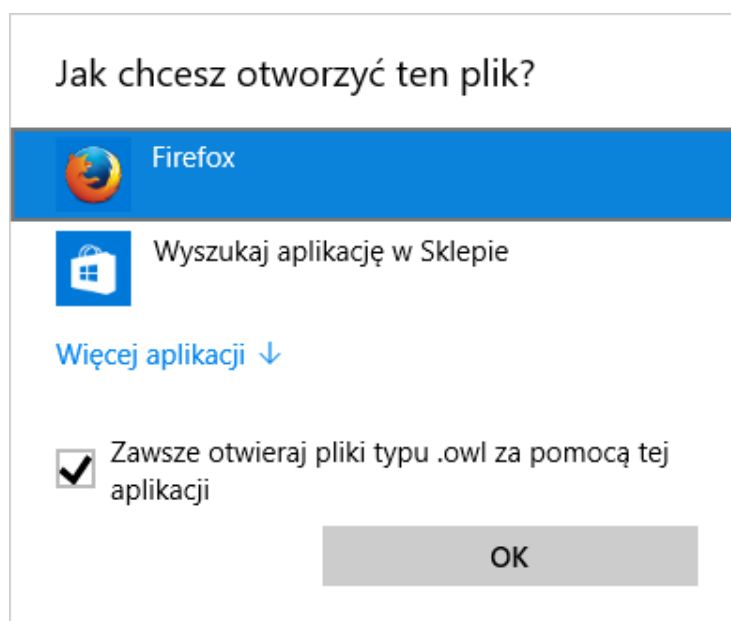 Jak chcesz otworzyć ten plik?
Firefox
Wyszukaj aplikację w Sklepie
Więcej aplikacji ↓
Zawsze otwieraj pliki typu .owl za pomocą tej
aplikacji
OK